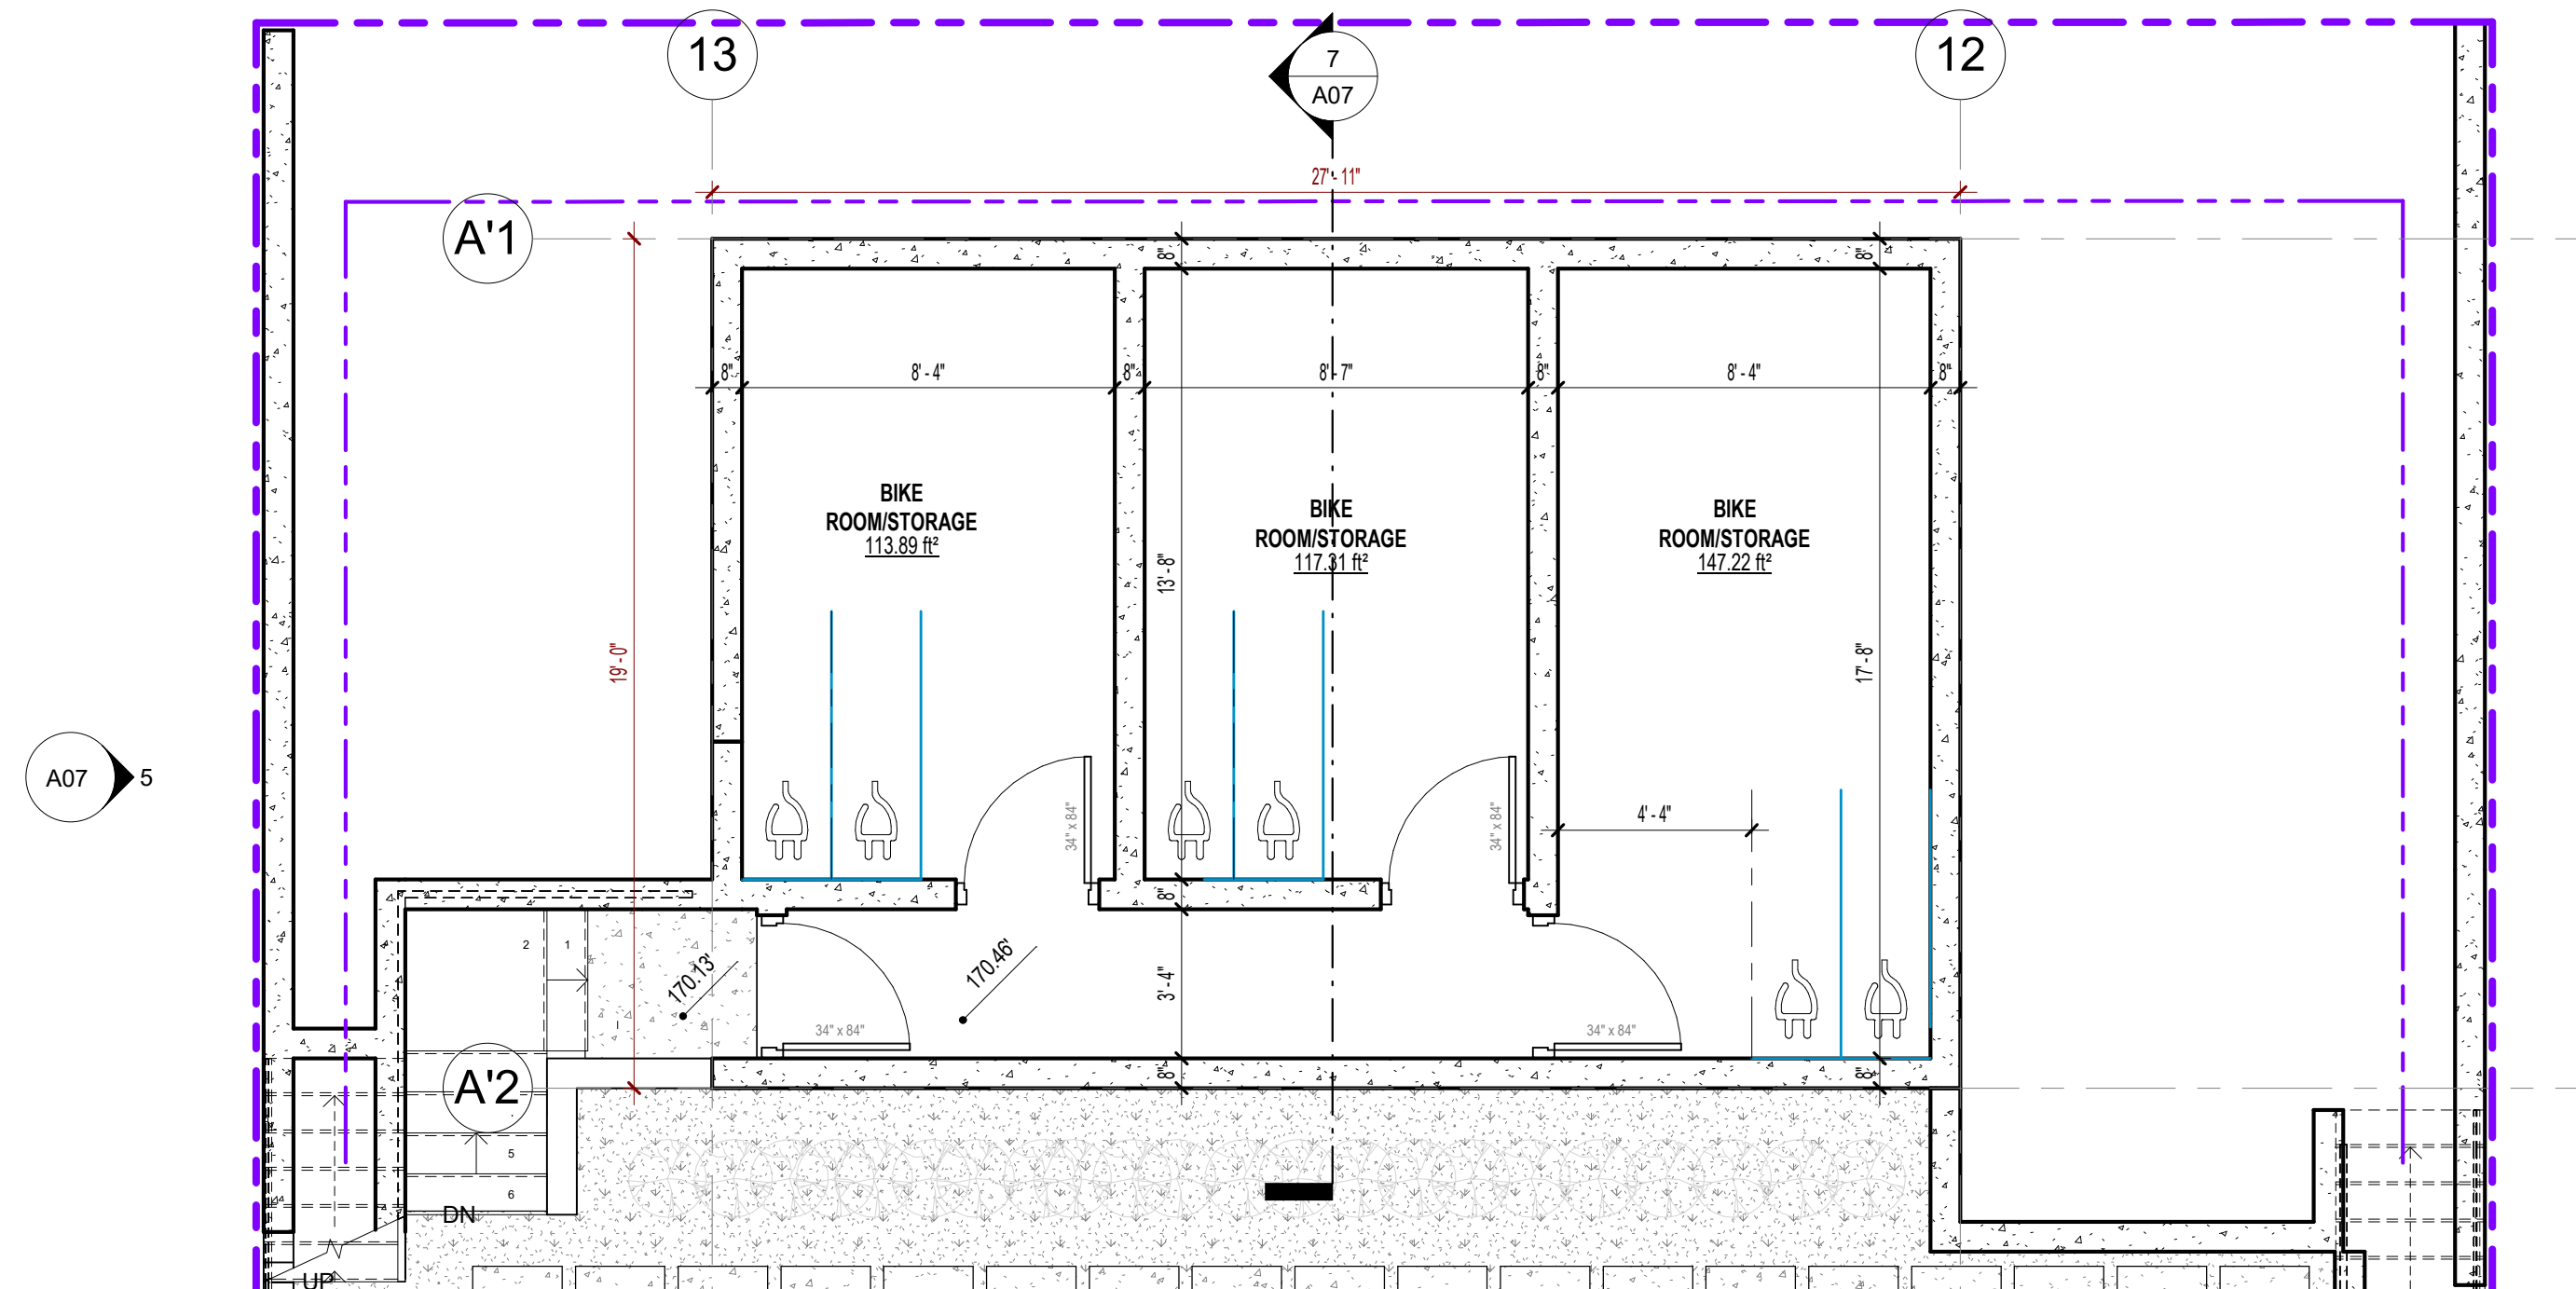 13
7
A07
12
27' - 11"
A'1
8"
8"
8"
8' - 4"
8"
8' - 7"
8"
8' - 4"
8"
BIKE
ROOM/STORAGE
113.89 ft²
BIKE
ROOM/STORAGE
117.31 ft²
BIKE
ROOM/STORAGE
147.22 ft²
13' - 8"
19' - 0"
17' - 8"
A07
5
34" x 84"
34" x 84"
4' - 4"
8"
2
1
170.13'
170.46'
3' - 4"
34" x 84"
34" x 84"
A'2
8"
8"
5
6
DN
UP